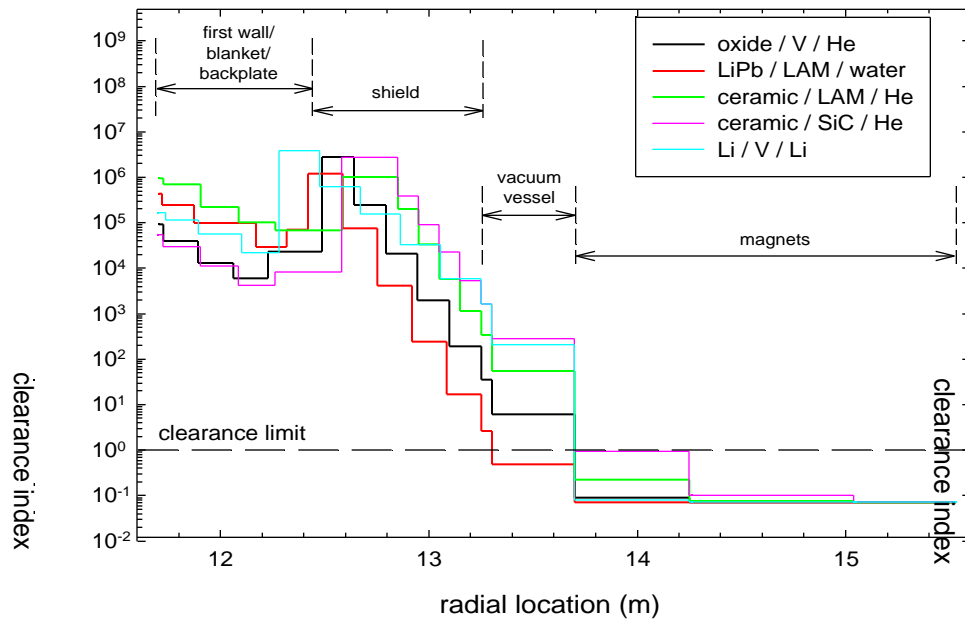 10⁹
10⁸
10⁷
10⁶
10⁵
10⁴
10³
10²
10¹
10⁰
10⁻¹
10⁻²
first wall/
blanket/
backplate
shield
vacuum
vessel
magnets
oxide / V / He
LiPb / LAM / water
ceramic / LAM / He
ceramic / SiC / He
Li / V / Li
clearance limit
clearance index
clearance index
12
13
14
15
radial location (m)